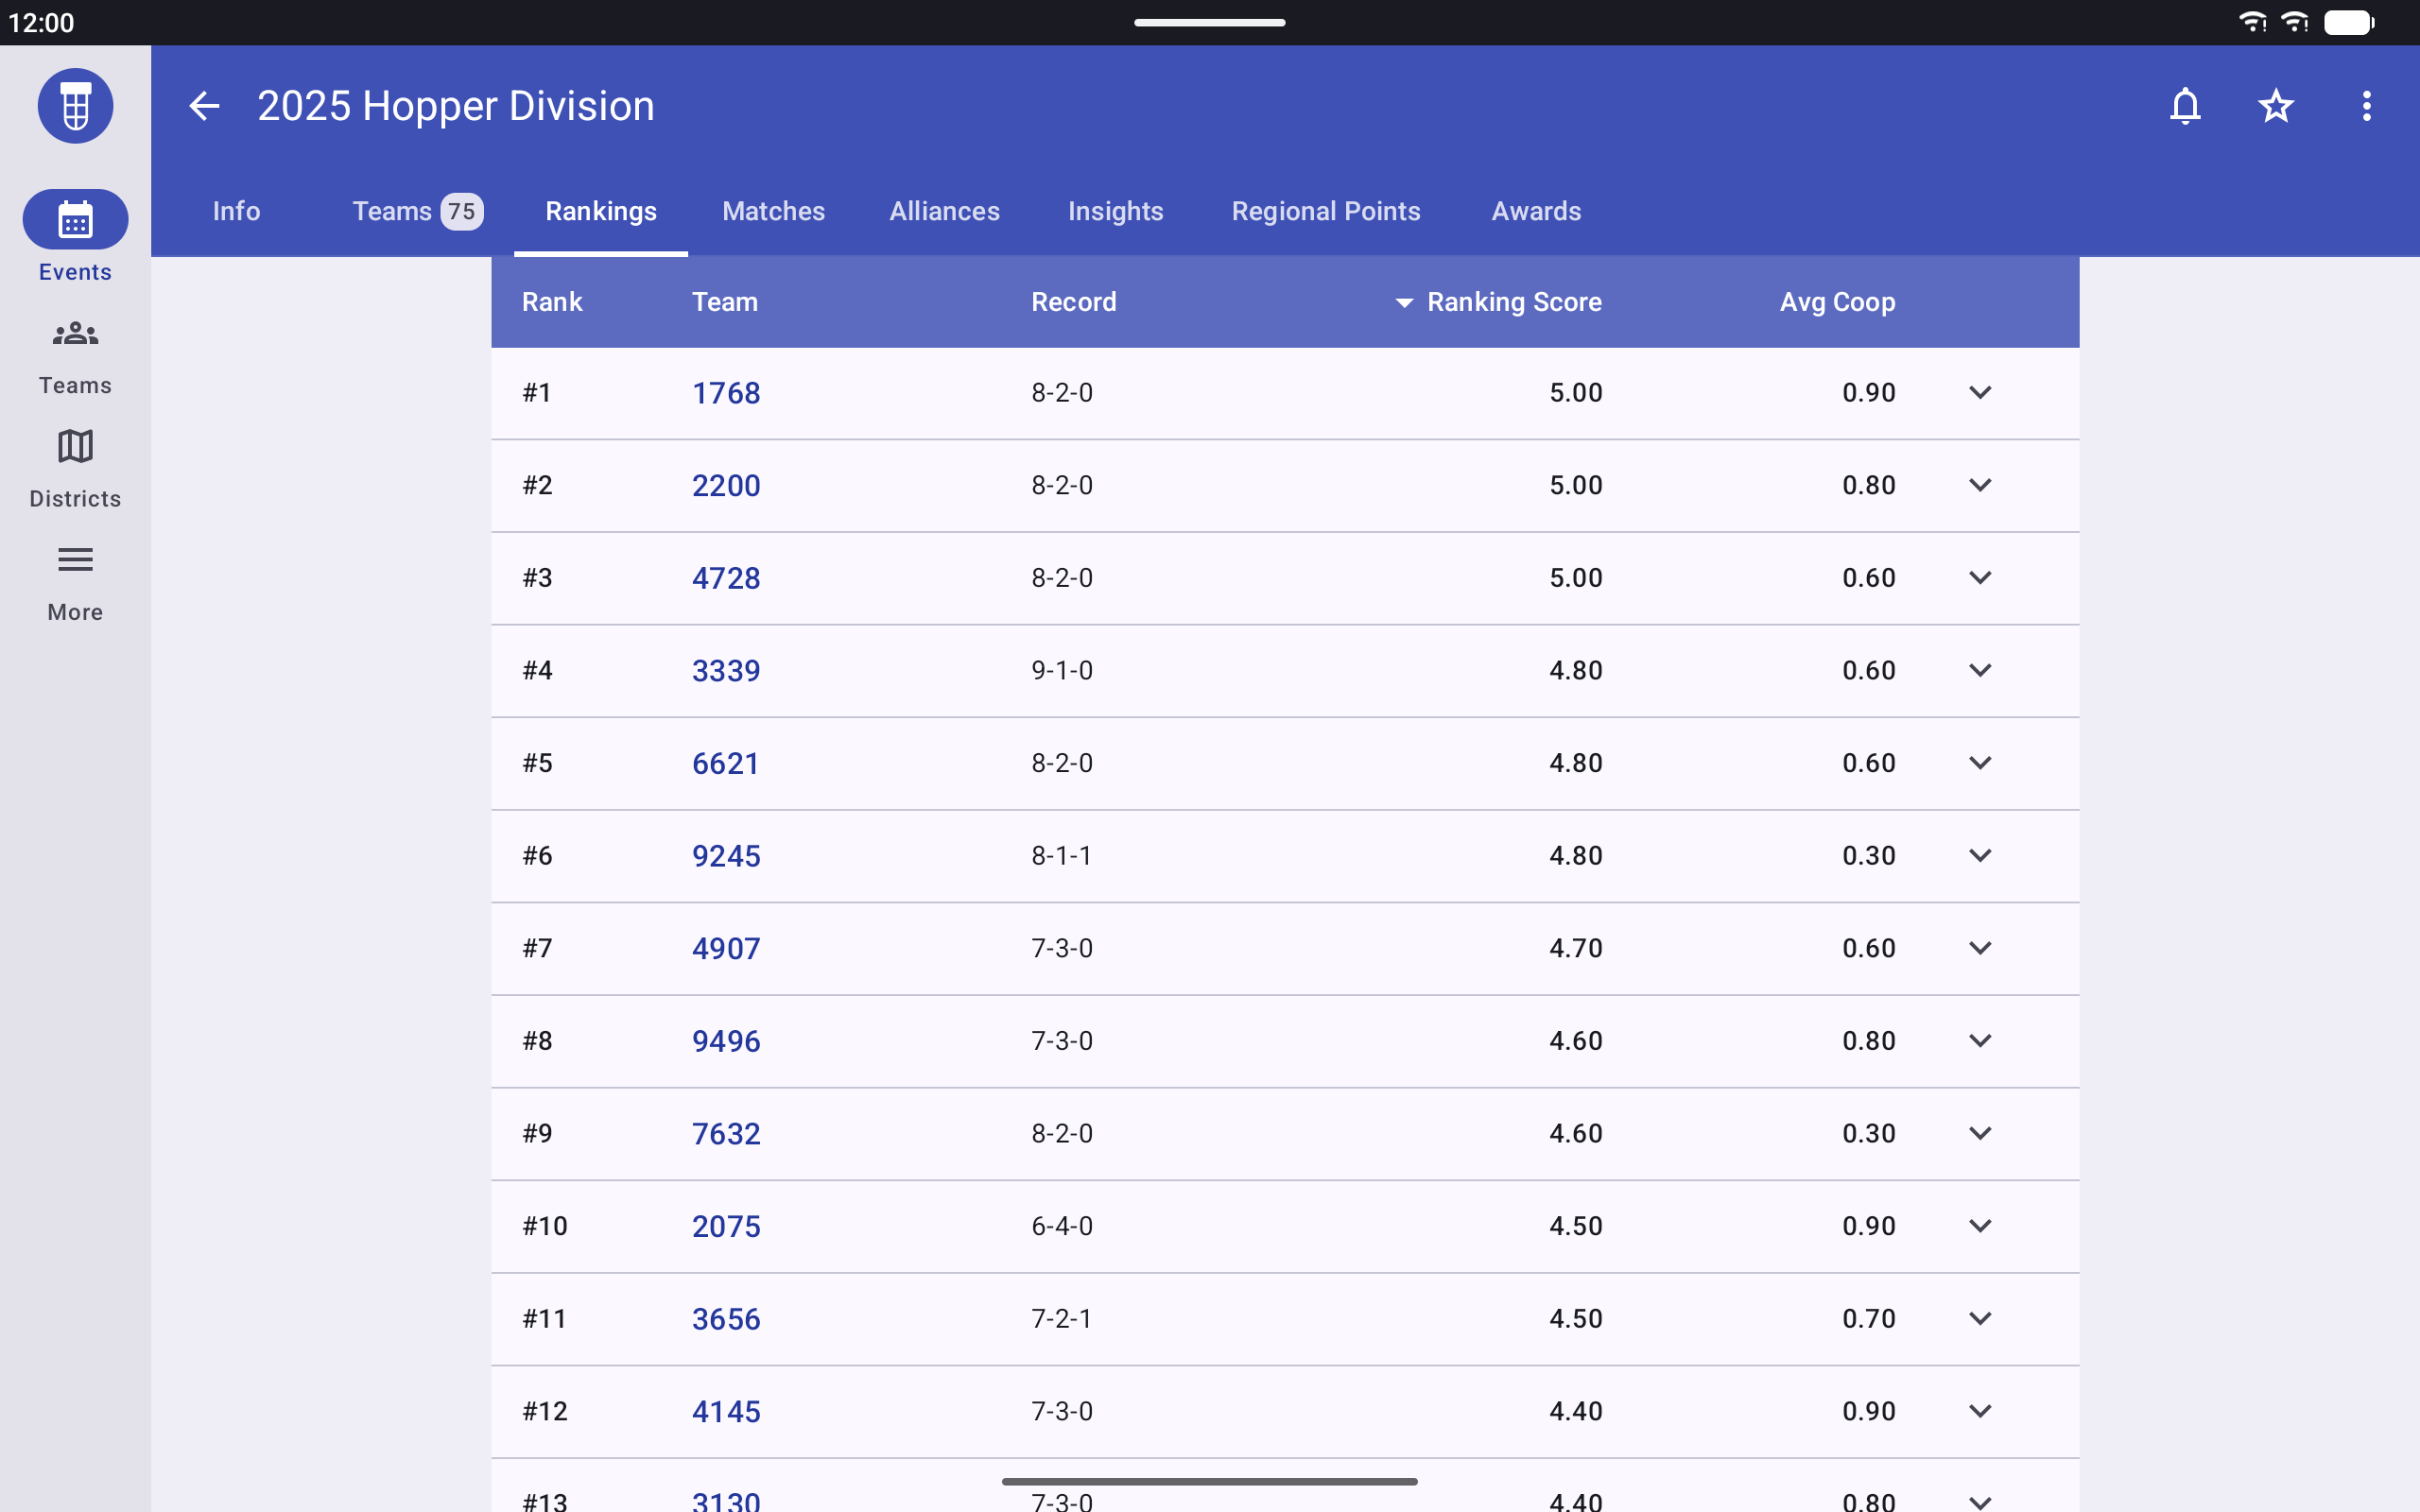 12:00
2025 Hopper Division
Info Teams 75 Rankings Matches Alliances Insights Regional Points Awards
Events
Teams
Districts
More
Rank Team Record Ranking Score Avg Coop
#1 1768 8-2-0 5.00 0.90
#2 2200 8-2-0 5.00 0.80
#3 4728 8-2-0 5.00 0.60
#4 3339 9-1-0 4.80 0.60
#5 6621 8-2-0 4.80 0.60
#6 9245 8-1-1 4.80 0.30
#7 4907 7-3-0 4.70 0.60
#8 9496 7-3-0 4.60 0.80
#9 7632 8-2-0 4.60 0.30
#10 2075 6-4-0 4.50 0.90
#11 3656 7-2-1 4.50 0.70
#12 4145 7-3-0 4.40 0.90
#13 3130 7-3-0 4.40 0.80